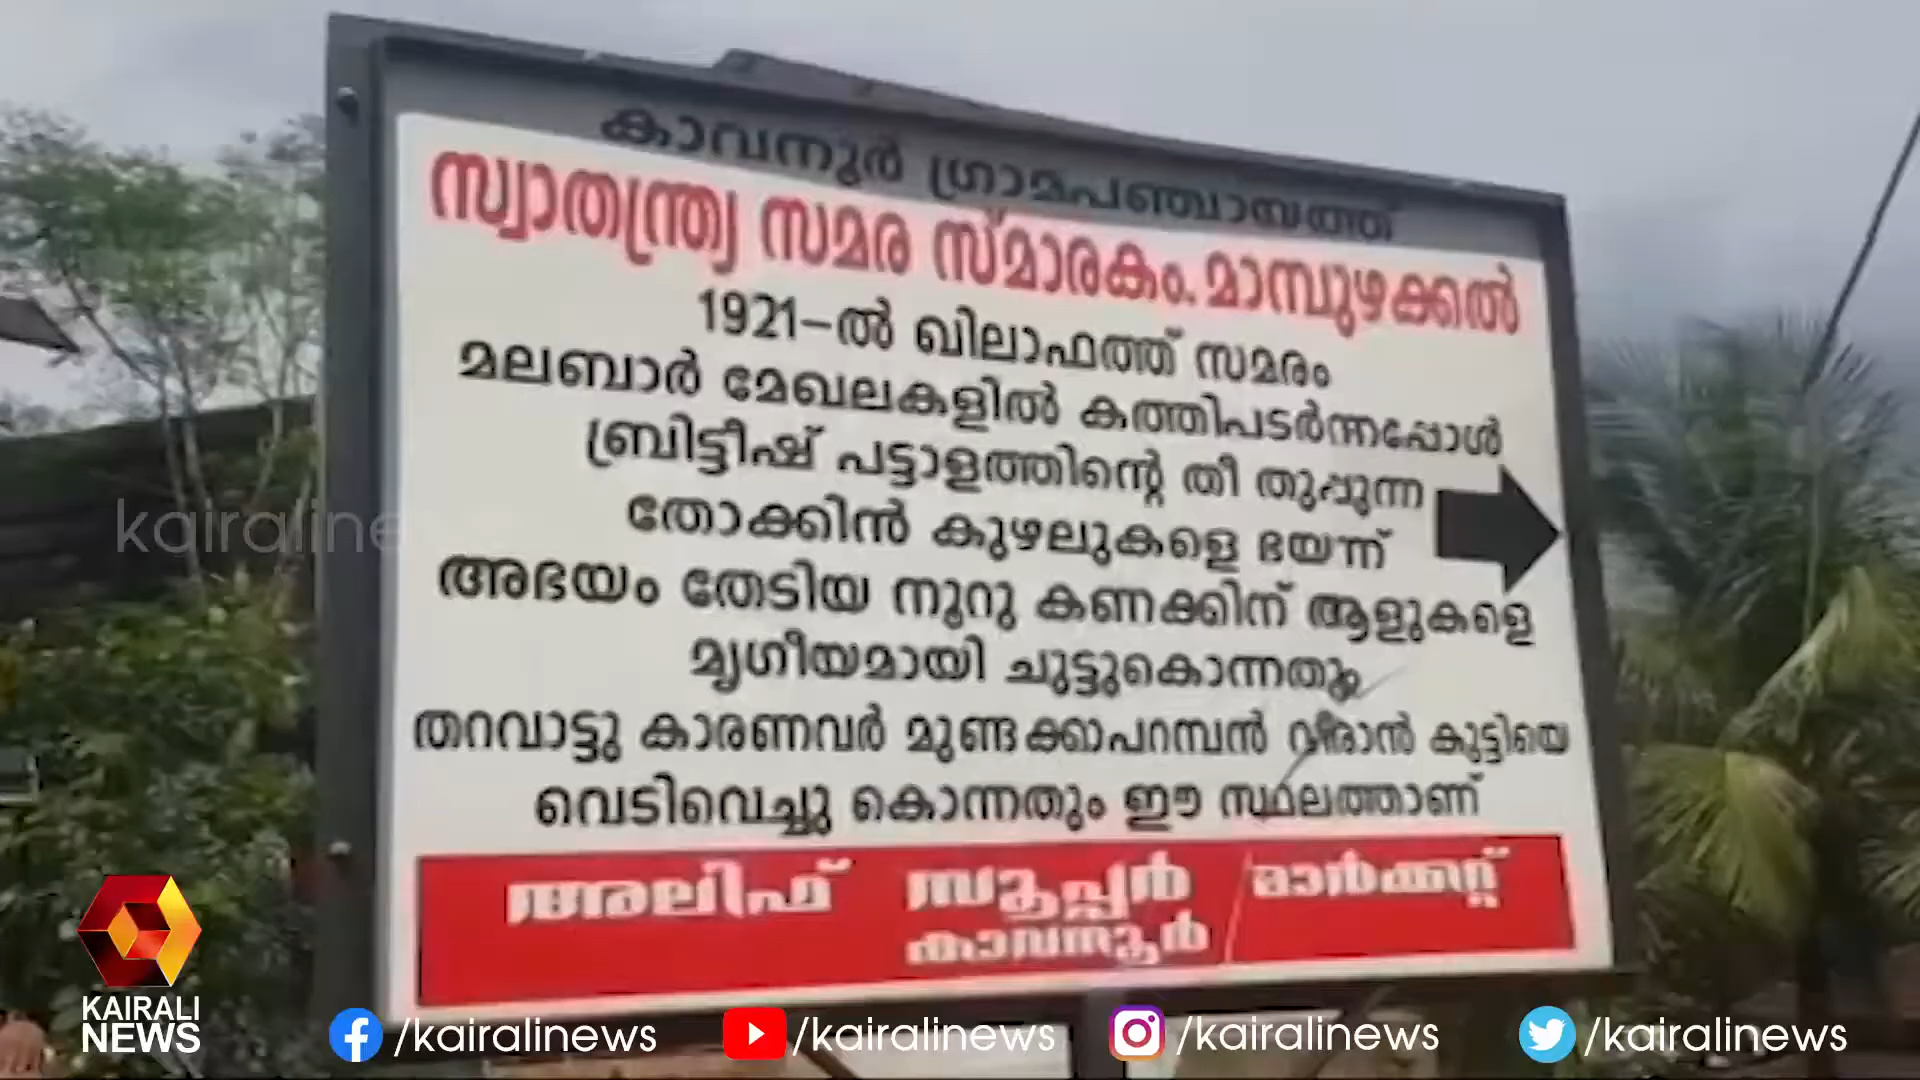 കാവനൂർ ഗ്രാമപഞ്ചായത്ത്
സ്വാതന്ത്ര്യ സമര സ്മാരകം. മാമ്പുഴക്കൽ
1921-ൽ ഖിലാഫത്ത് സമരം
മലബാർ മേഖലകളിൽ കത്തിപടർന്നപ്പോൾ
ബ്രിട്ടീഷ് പട്ടാളത്തിന്റെ തീ തുപ്പുന്ന
തോക്കിൻ കുഴലുകളെ ഭയന്ന്
അഭയം തേടിയ നൂറു കണക്കിന് ആളുകളെ
മൃഗീയമായി ചുട്ടുകൊന്നതും
തറവാട്ടു കാരണവർ മുണ്ടക്കാപറമ്പൻ വീരാൻ കുട്ടിയെ
വെടിവെച്ചു കൊന്നതും ഈ സ്ഥലത്താണ്
അലിഫ് സൂപ്പർ മാർക്കറ്റ്
കാവനൂർ
kairaline
KAIRALI
NEWS
/kairalinews /kairalinews /kairalinews /kairalinews